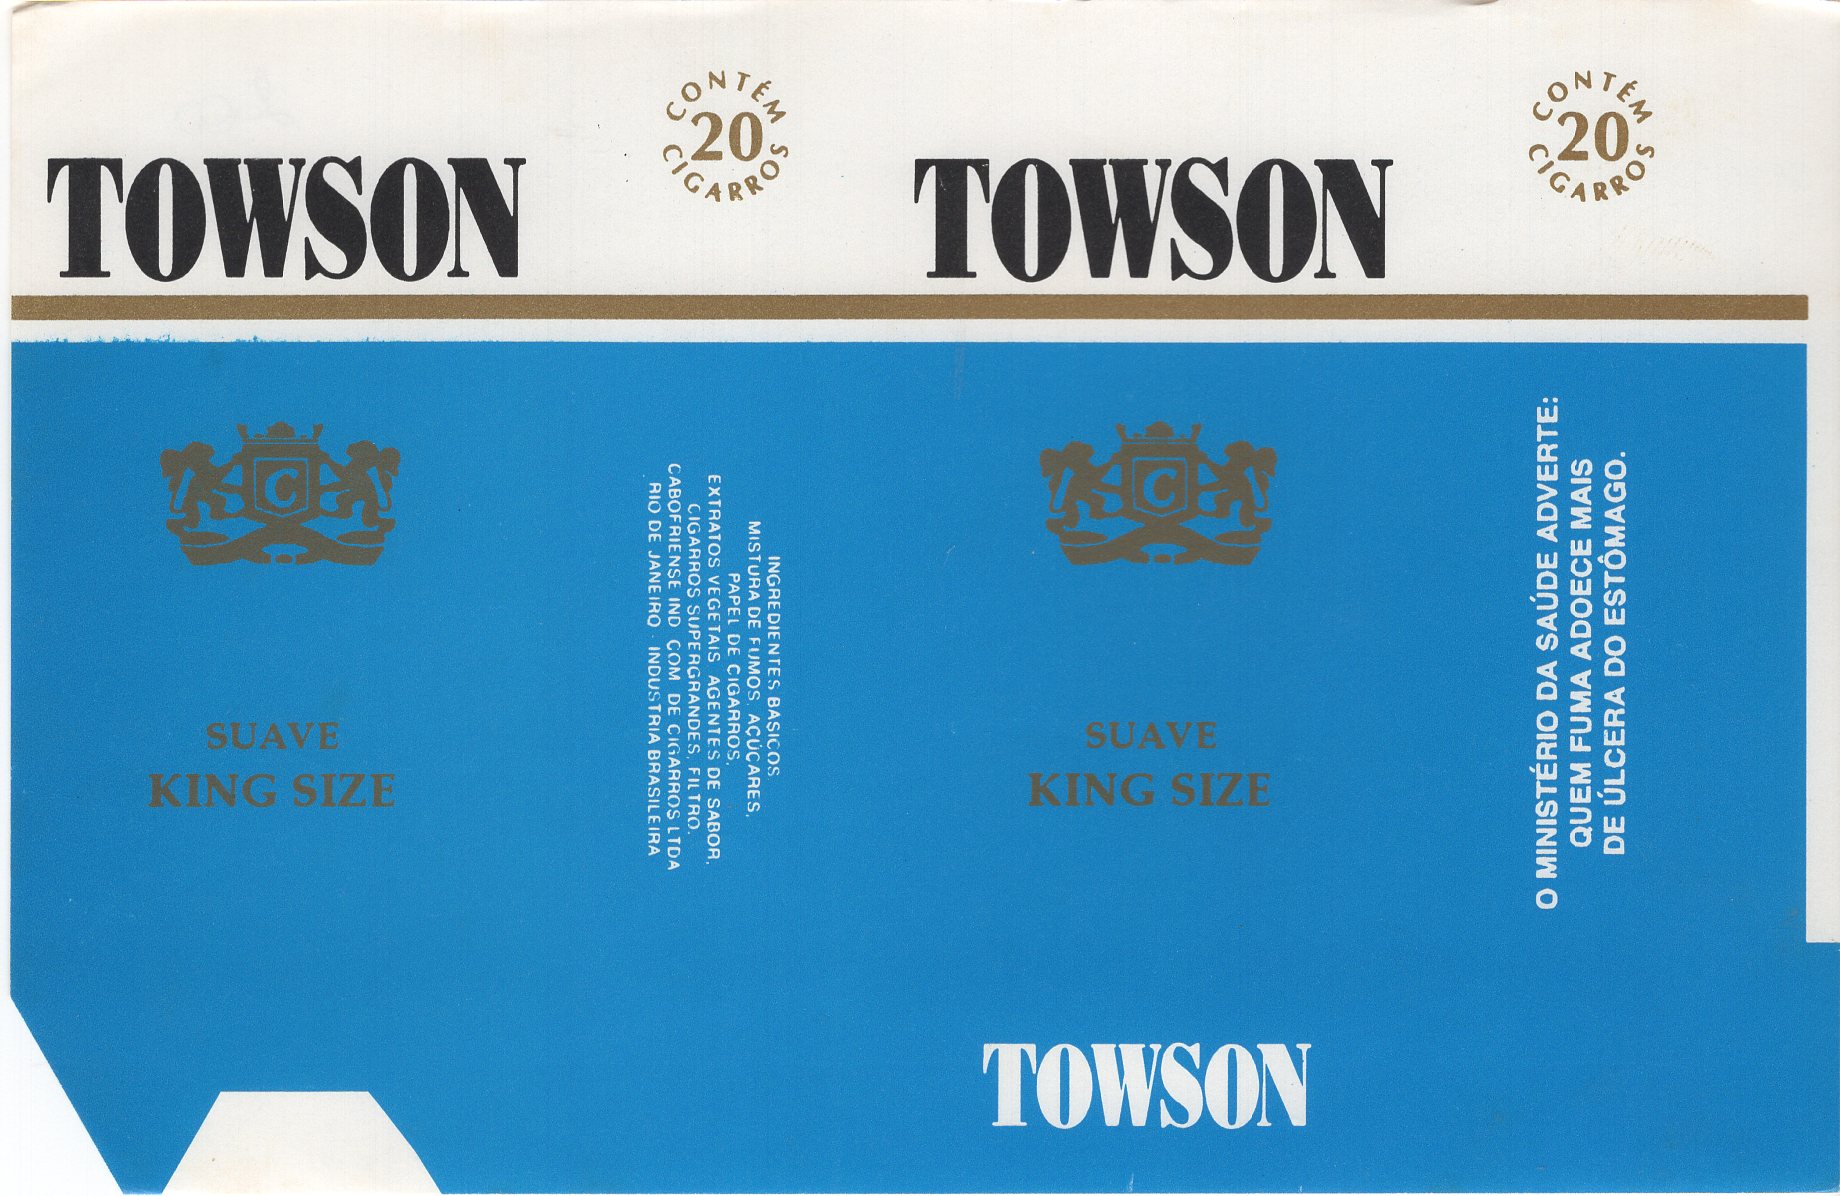 TOWSON
CONTÉM
20
CIGARROS
TOWSON
CONTÉM
20
CIGARROS
C
SUAVE
KING SIZE
INGREDIENTES BÁSICOS
MISTURA DE FUMOS, AÇÚCARES,
PAPEL DE CIGARROS,
EXTRATOS VEGETAIS, AGENTES DE SABOR,
CIGARROS SUPERGRANDES, FILTRO.
CABOFRIENSE IND COM DE CIGARROS LTDA
RIO DE JANEIRO - INDUSTRIA BRASILEIRA
C
SUAVE
KING SIZE
O MINISTÉRIO DA SAÚDE ADVERTE:
QUEM FUMA ADOECE MAIS
DE ÚLCERA DO ESTÔMAGO.
TOWSON